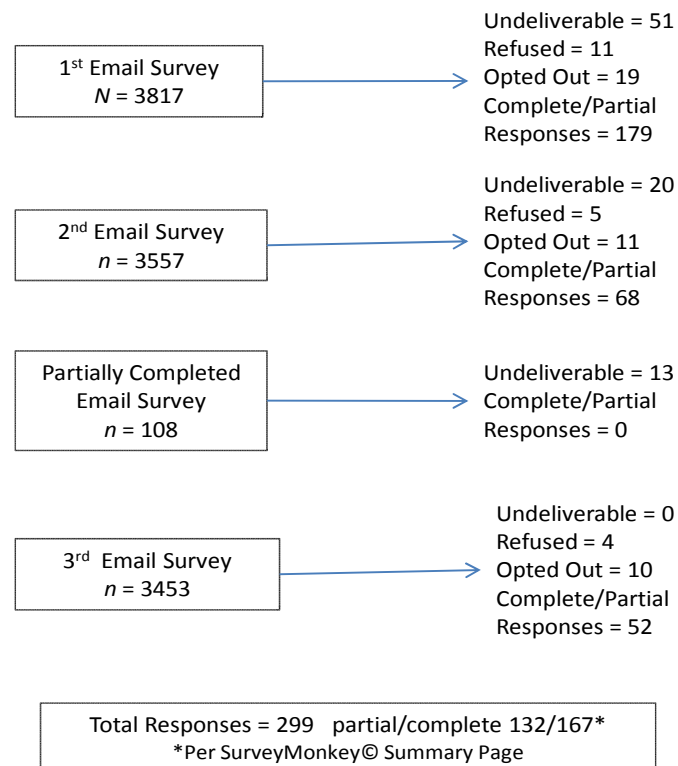 1st Email Survey
N = 3817
Undeliverable = 51
Refused = 11
Opted Out = 19
Complete/Partial
Responses = 179
2nd Email Survey
n = 3557
Undeliverable = 20
Refused = 5
Opted Out = 11
Complete/Partial
Responses = 68
Partially Completed
Email Survey
n = 108
Undeliverable = 13
Complete/Partial
Responses = 0
3rd Email Survey
n = 3453
Undeliverable = 0
Refused = 4
Opted Out = 10
Complete/Partial
Responses = 52
Total Responses = 299 partial/complete 132/167*
*Per SurveyMonkey© Summary Page